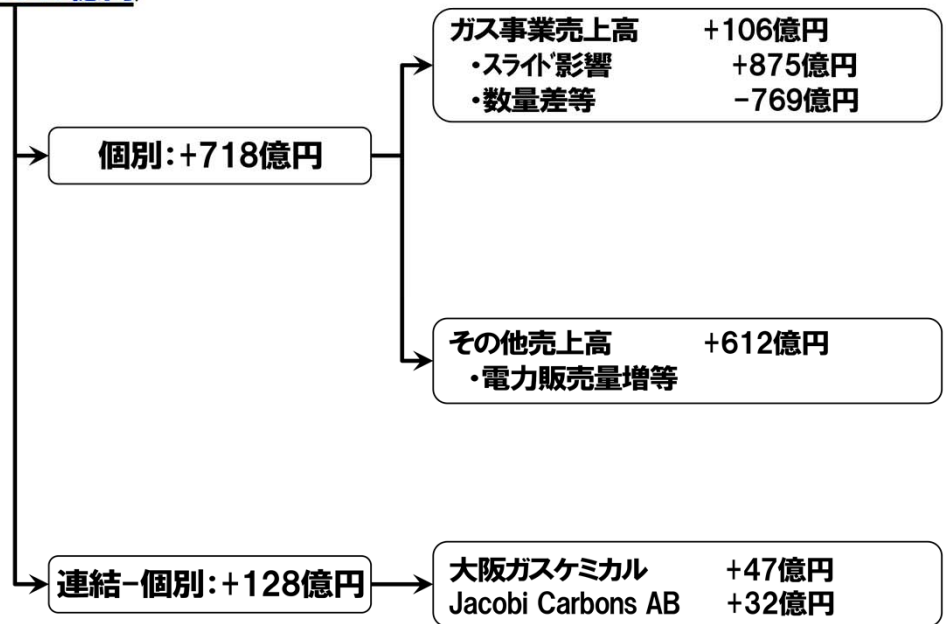 ガス事業売上高 +106億円
・スライド影響 +875億円
・数量差等 -769億円
個別:+718億円
その他売上高 +612億円
・電力販売量増等
連結-個別:+128億円
大阪ガスケミカル +47億円
Jacobi Carbons AB +32億円